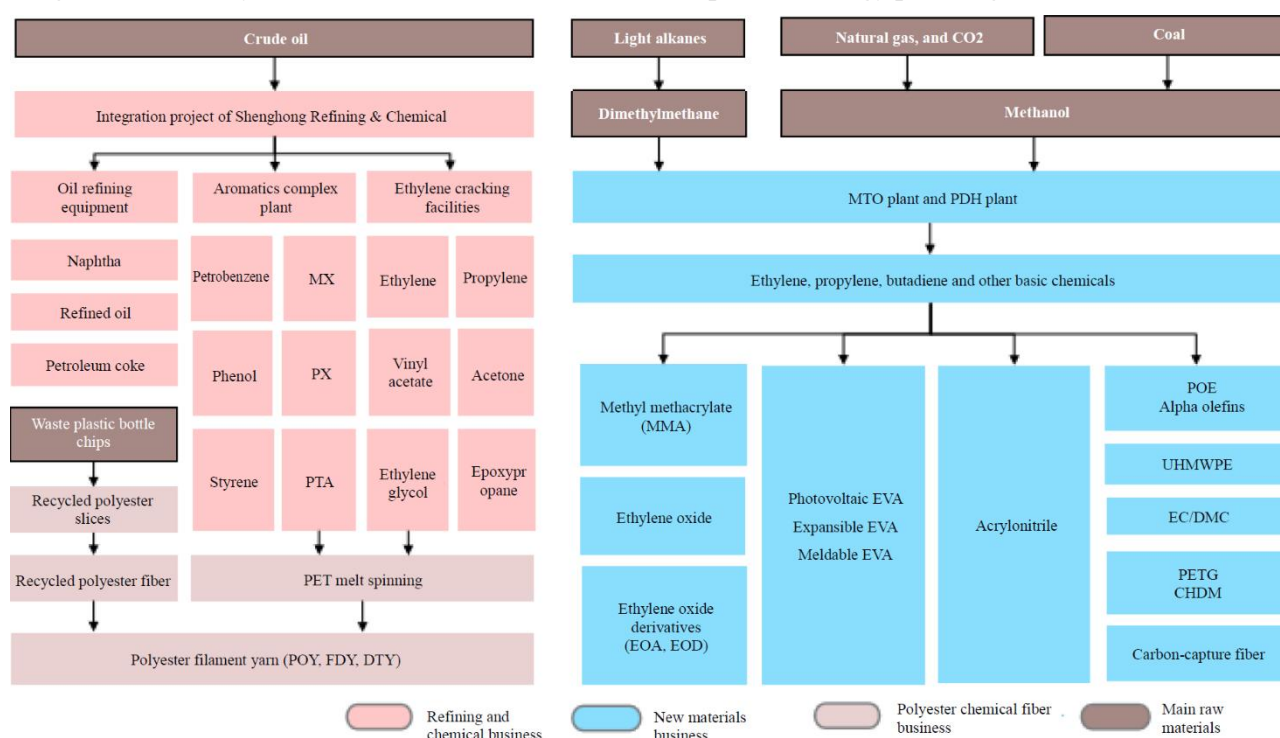 Crude oil
Light alkanes
Natural gas, and CO2
Coal
Integration project of Shenghong Refining & Chemical
Dimethylmethane
Methanol
Oil refining
equipment
Aromatics complex
plant
Ethylene cracking
facilities
MTO plant and PDH plant
Naphtha
Refined oil
Petroleum coke
Petrobenzene
MX
Ethylene
Propylene
Phenol
PX
Vinyl
acetate
Acetone
Styrene
PTA
Ethylene
glycol
Epoxypr
opane
Ethylene, propylene, butadiene and other basic chemicals
Waste plastic bottle
chips
Recycled polyester
slices
Recycled polyester fiber
PET melt spinning
Polyester filament yarn (POY, FDY, DTY)
Methyl methacrylate
(MMA)
Ethylene oxide
Ethylene oxide
derivatives
(EOA, EOD)
Photovoltaic EVA
Expansible EVA
Meldable EVA
Acrylonitrile
POE
Alpha olefins
UHMWPE
EC/DMC
PETG
CHDM
Carbon-capture fiber
Refining and
chemical business
New materials
business
Polyester chemical fiber
business
Main raw
materials